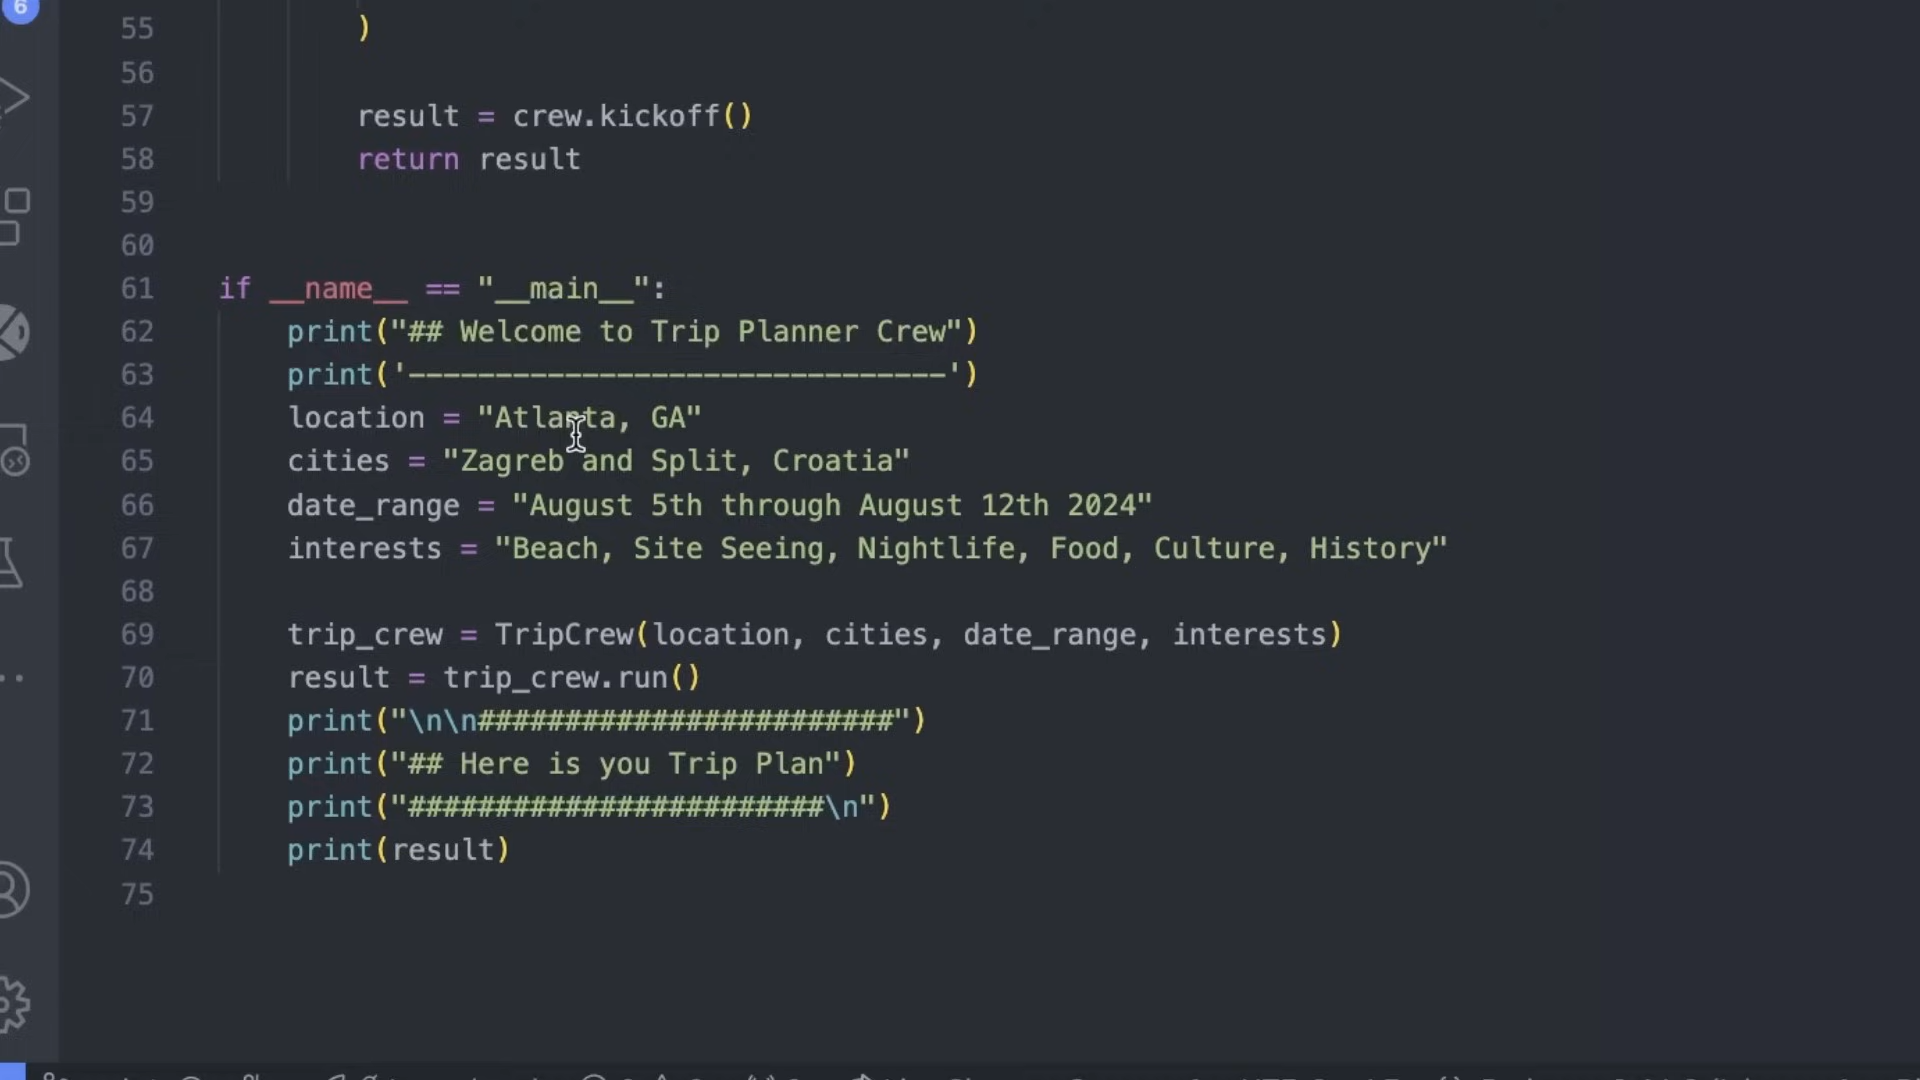 6
55 )
56
57 result = crew.kickoff()
58 return result
59
60
61 if __name__ == "__main__":
62 print("## Welcome to Trip Planner Crew")
63 print('-------------------------------')
64 location = "Atlanta, GA"
65 cities = "Zagreb and Split, Croatia"
66 date_range = "August 5th through August 12th 2024"
67 interests = "Beach, Site Seeing, Nightlife, Food, Culture, History"
68
69 trip_crew = TripCrew(location, cities, date_range, interests)
70 result = trip_crew.run()
71 print("\n\n########################")
72 print("## Here is you Trip Plan")
73 print("########################\n")
74 print(result)
75